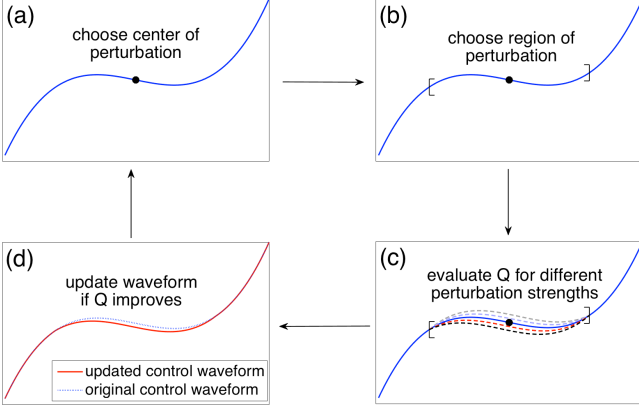 (a)
choose center of
perturbation
(b)
choose region of
perturbation
(d)
update waveform
if Q improves
updated control waveform
original control waveform
(c)
evaluate Q for different
perturbation strengths